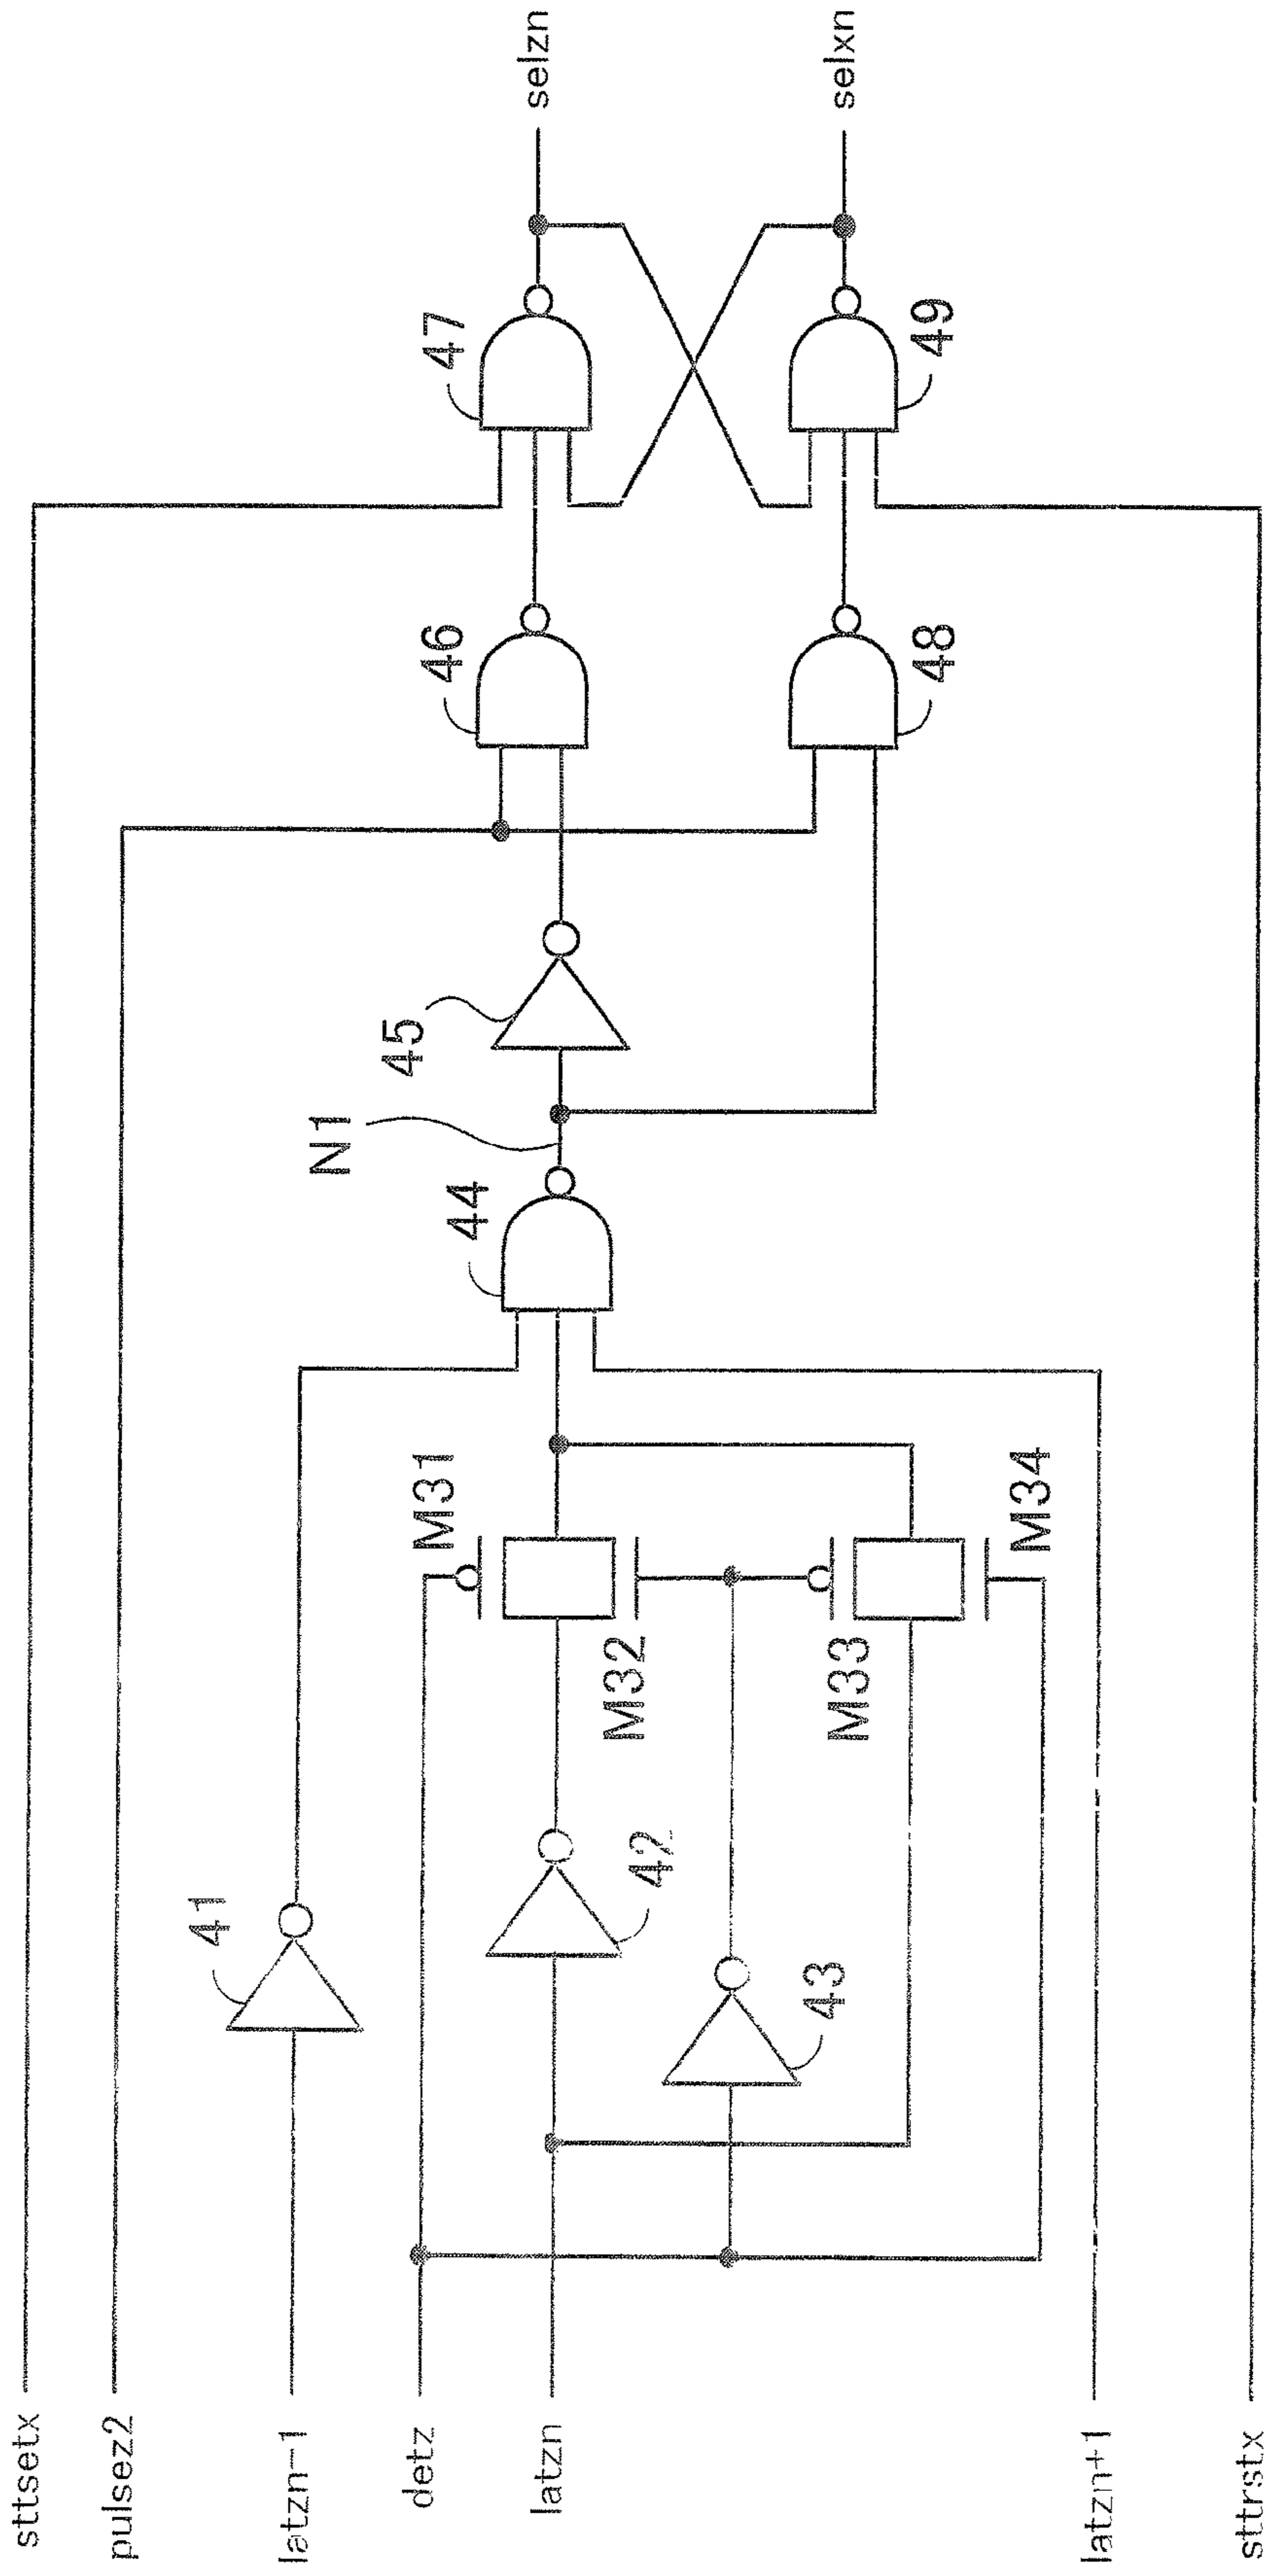 sttsetx
pulsez2
latzn-1
detz
latzn
latzn+1
sttrstx
41
42
43
M31
M32
M33
M34
44
N1
45
46
47
48
49
selzn
selxn